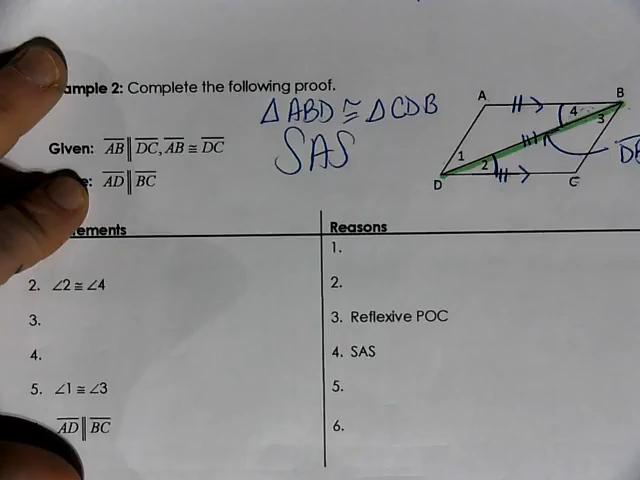 ample 2: Complete the following proof.
△ABD ≅ △CDB
SAS
Given: AB ∥ DC, AB ≅ DC
: AD ∥ BC
A
B
4
3
1
2
D
C
ements
Reasons
1.
2. ∠2 ≅ ∠4
2.
3.
3. Reflexive POC
4.
4. SAS
5. ∠1 ≅ ∠3
5.
AD ∥ BC
6.